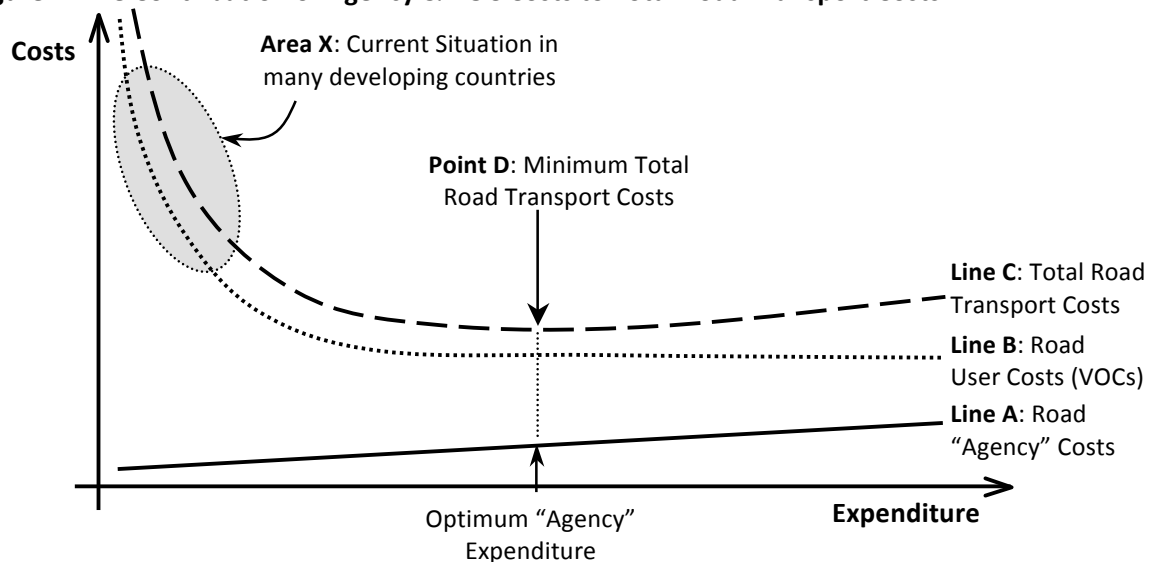 Costs
Area X: Current Situation in
many developing countries
Point D: Minimum Total
Road Transport Costs
Line C: Total Road
Transport Costs
Line B: Road
User Costs (VOCs)
Line A: Road
“Agency” Costs
Optimum “Agency”
Expenditure
Expenditure